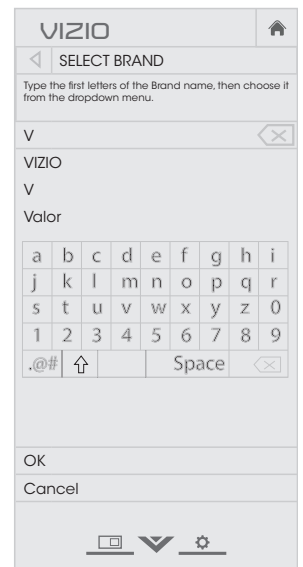 VIZIO
SELECT BRAND
Type the first letters of the Brand name, then choose it
from the dropdown menu.
V
VIZIO
V
Valor
a b c d e f g h i
j k l m n o p q r
s t u v w x y z 0
1 2 3 4 5 6 7 8 9
.@# Space
OK
Cancel